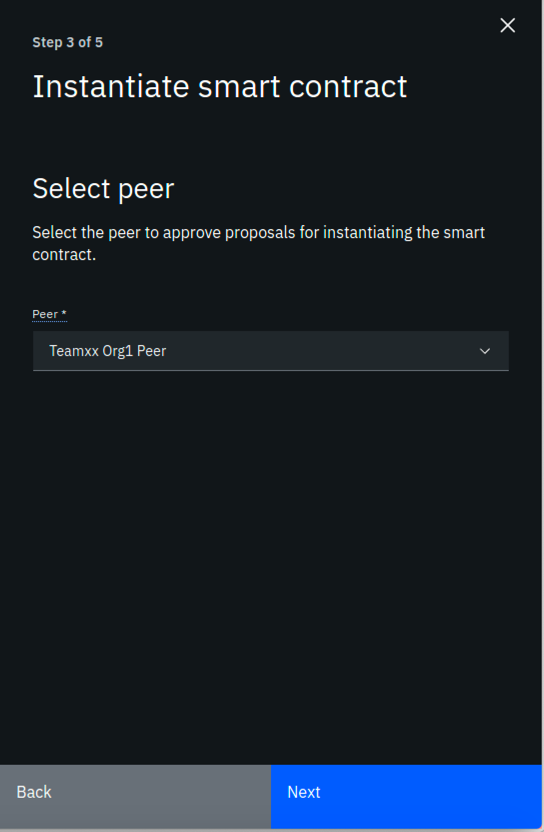 Step 3 of 5
Instantiate smart contract
Select peer
Select the peer to approve proposals for instantiating the smart
contract.
Peer *
Teamxx Org1 Peer
Back
Next